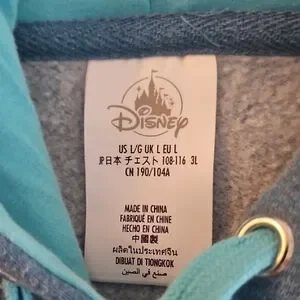 Disney
US L/G UK L EU L
JP日本 チェスト 108-116 3L
CN 190/104A
MADE IN CHINA
FABRIQUÉ EN CHINE
HECHO EN CHINA
中國製
ผลิตในประเทศจีน
DIBUAT DI TIONGKOK
صنع في الصين